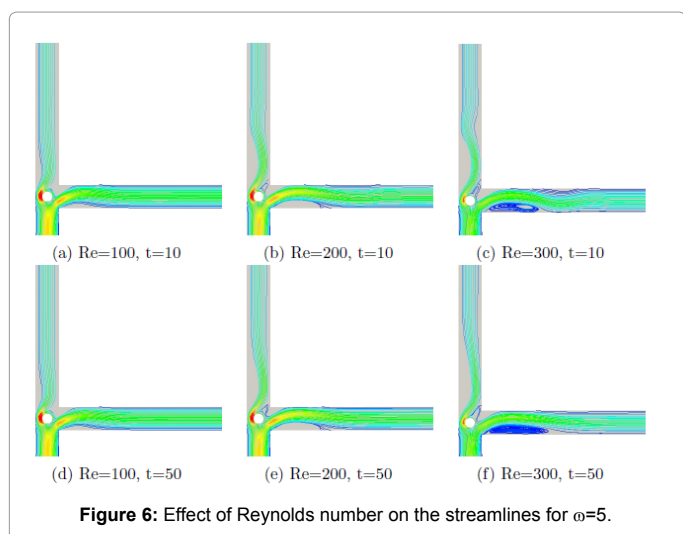 (a) Re=100, t=10
(b) Re=200, t=10
(c) Re=300, t=10
(d) Re=100, t=50
(e) Re=200, t=50
(f) Re=300, t=50
Figure 6: Effect of Reynolds number on the streamlines for ω=5.